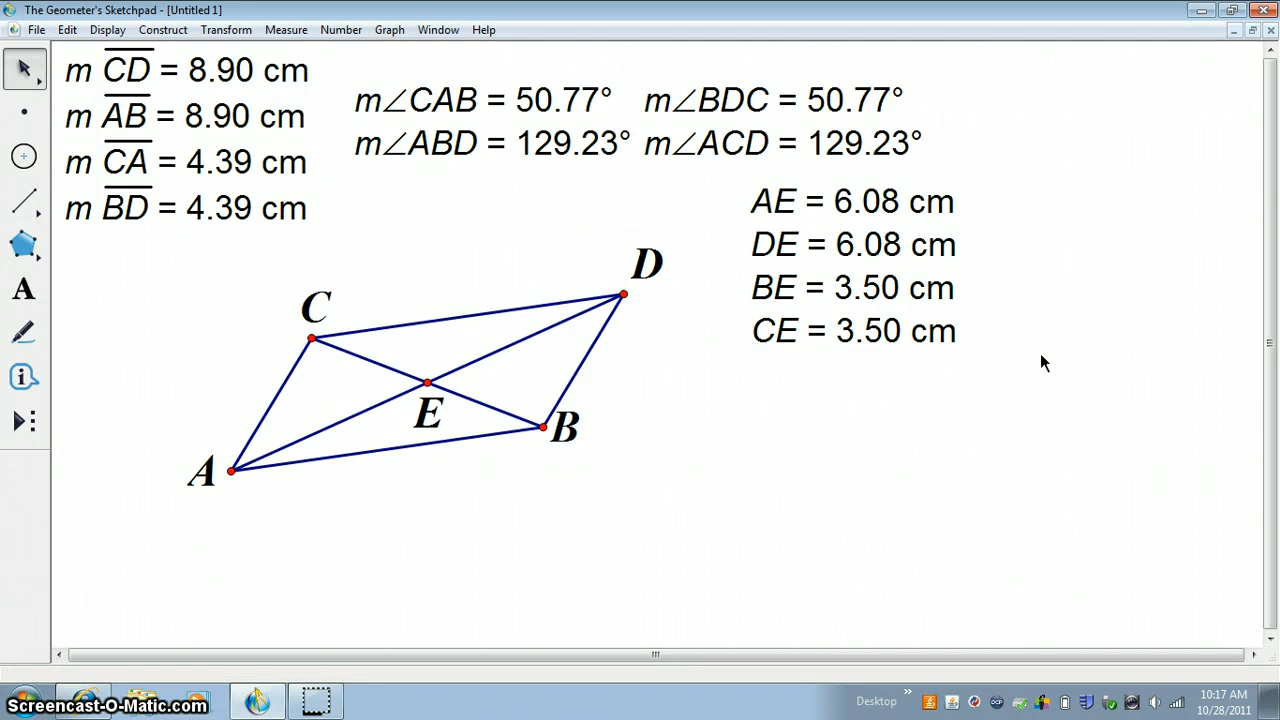 The Geometer's Sketchpad - [Untitled 1]
File Edit Display Construct Transform Measure Number Graph Window Help
m CD = 8.90 cm
m AB = 8.90 cm
m CA = 4.39 cm
m BD = 4.39 cm
m∠CAB = 50.77° m∠BDC = 50.77°
m∠ABD = 129.23° m∠ACD = 129.23°
AE = 6.08 cm
DE = 6.08 cm
BE = 3.50 cm
CE = 3.50 cm
D
C
E
B
A
A
Screencast-O-Matic.com
Desktop
10:17 AM
10/28/2011